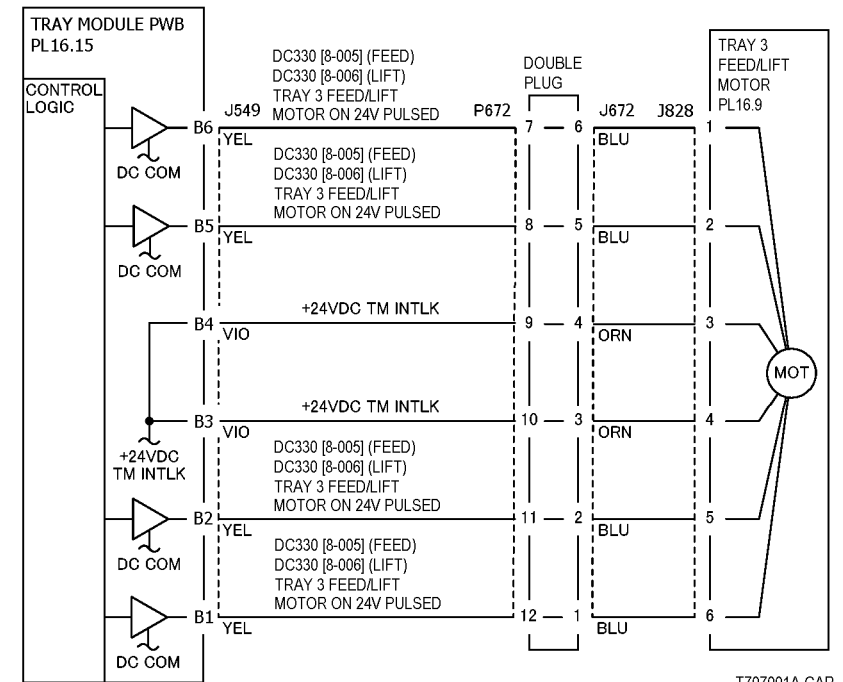 TRAY MODULE PWB
PL16.15
CONTROL
LOGIC
TRAY 3
FEED/LIFT
MOTOR
PL16.9
DOUBLE
PLUG
DC330 [8-005] (FEED)
DC330 [8-006] (LIFT)
TRAY 3 FEED/LIFT
MOTOR ON 24V PULSED
J549
P672
J672
J828
B6
YEL
7
6
BLU
1
DC COM
DC330 [8-005] (FEED)
DC330 [8-006] (LIFT)
TRAY 3 FEED/LIFT
MOTOR ON 24V PULSED
B5
YEL
8
5
BLU
2
DC COM
+24VDC TM INTLK
B4
VIO
9
4
ORN
3
MOT
+24VDC TM INTLK
B3
VIO
10
3
ORN
4
+24VDC
TM INTLK
DC330 [8-005] (FEED)
DC330 [8-006] (LIFT)
TRAY 3 FEED/LIFT
MOTOR ON 24V PULSED
B2
YEL
11
2
BLU
5
DC COM
DC330 [8-005] (FEED)
DC330 [8-006] (LIFT)
TRAY 3 FEED/LIFT
MOTOR ON 24V PULSED
B1
YEL
12
1
BLU
6
DC COM